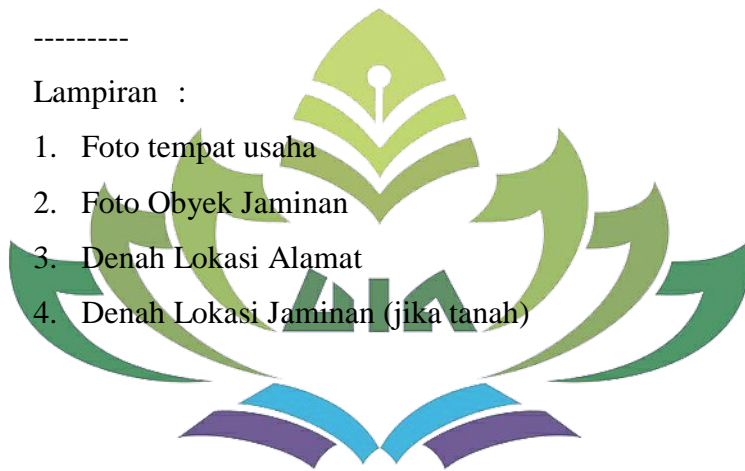 ---------
Lampiran :
1. Foto tempat usaha
2. Foto Obyek Jaminan
3. Denah Lokasi Alamat
4. Denah Lokasi Jaminan (jika tanah)